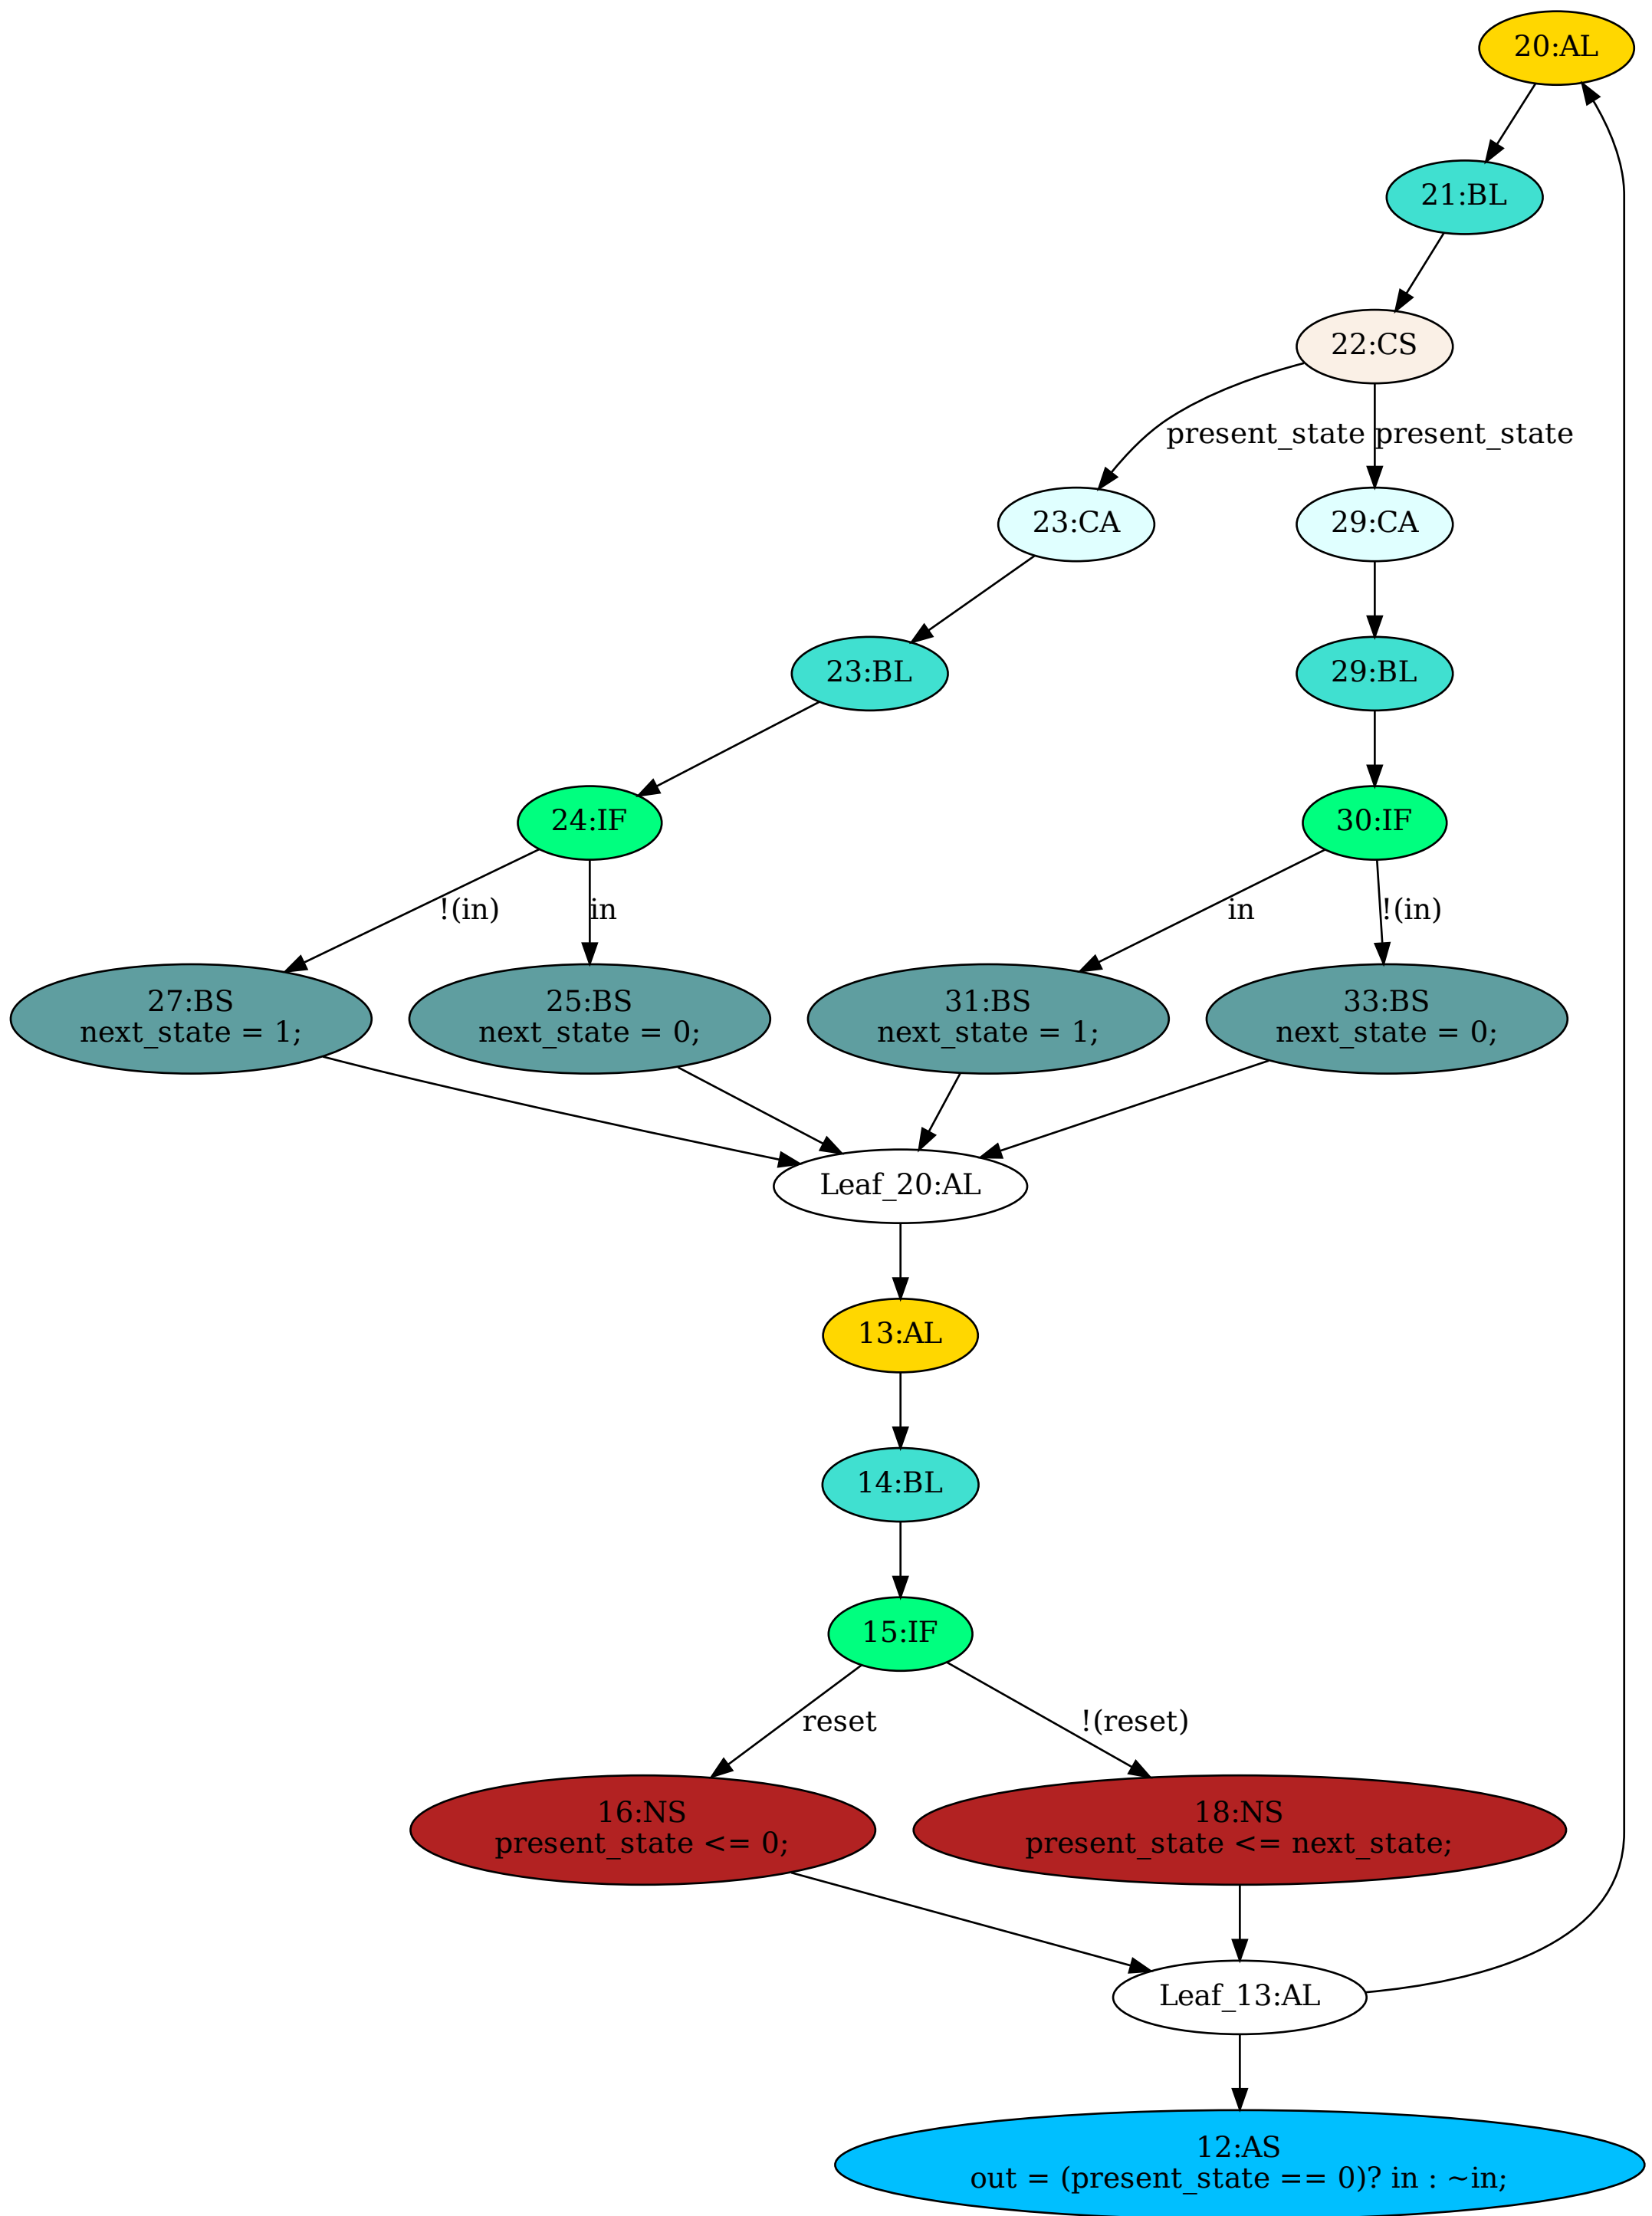 20:AL
21:BL
22:CS
present_state
present_state
23:CA
29:CA
23:BL
29:BL
24:IF
30:IF
!(in)
in
in
!(in)
27:BS
next_state = 1;
25:BS
next_state = 0;
31:BS
next_state = 1;
33:BS
next_state = 0;
Leaf_20:AL
13:AL
14:BL
15:IF
reset
!(reset)
16:NS
present_state <= 0;
18:NS
present_state <= next_state;
Leaf_13:AL
12:AS
out = (present_state == 0)? in : ~in;